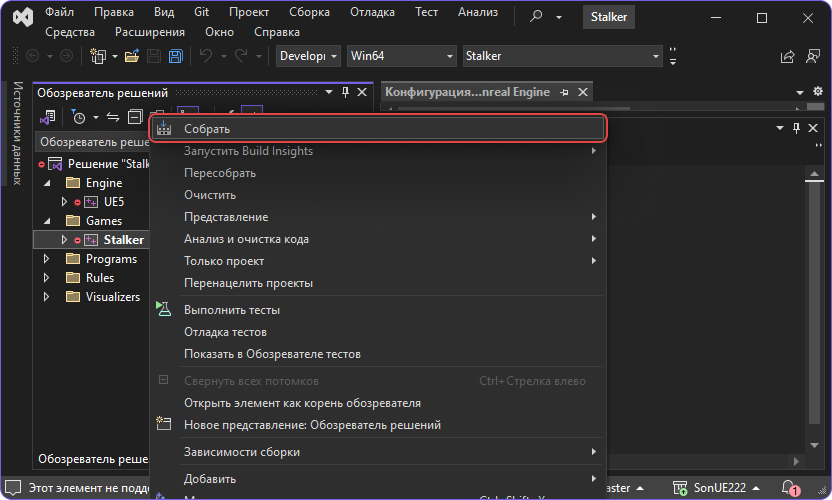 Файл Правка Вид Git Проект Сборка Отладка Тест Анализ
Средства Расширения Окно Справка
Stalker
Develop Win64 Stalker
Источники данных
Обозреватель решений
Конфигурация...nreal Engine
Обозреватель реше
Решение "Stalk
Engine
UE5
Games
Stalker
Programs
Rules
Visualizers
Собрать
Запустить Build Insights
Пересобрать
Очистить
Представление
Анализ и очистка кода
Только проект
Перенацелить проекты
Выполнить тесты
Отладка тестов
Показать в Обозревателе тестов
Свернуть всех потомков Ctrl+Стрелка влево
Открыть элемент как корень обозревателя
Новое представление: Обозреватель решений
Зависимости сборки
Добавить
Обозреватель реше
Этот элемент не подде
aster SonUE222 1